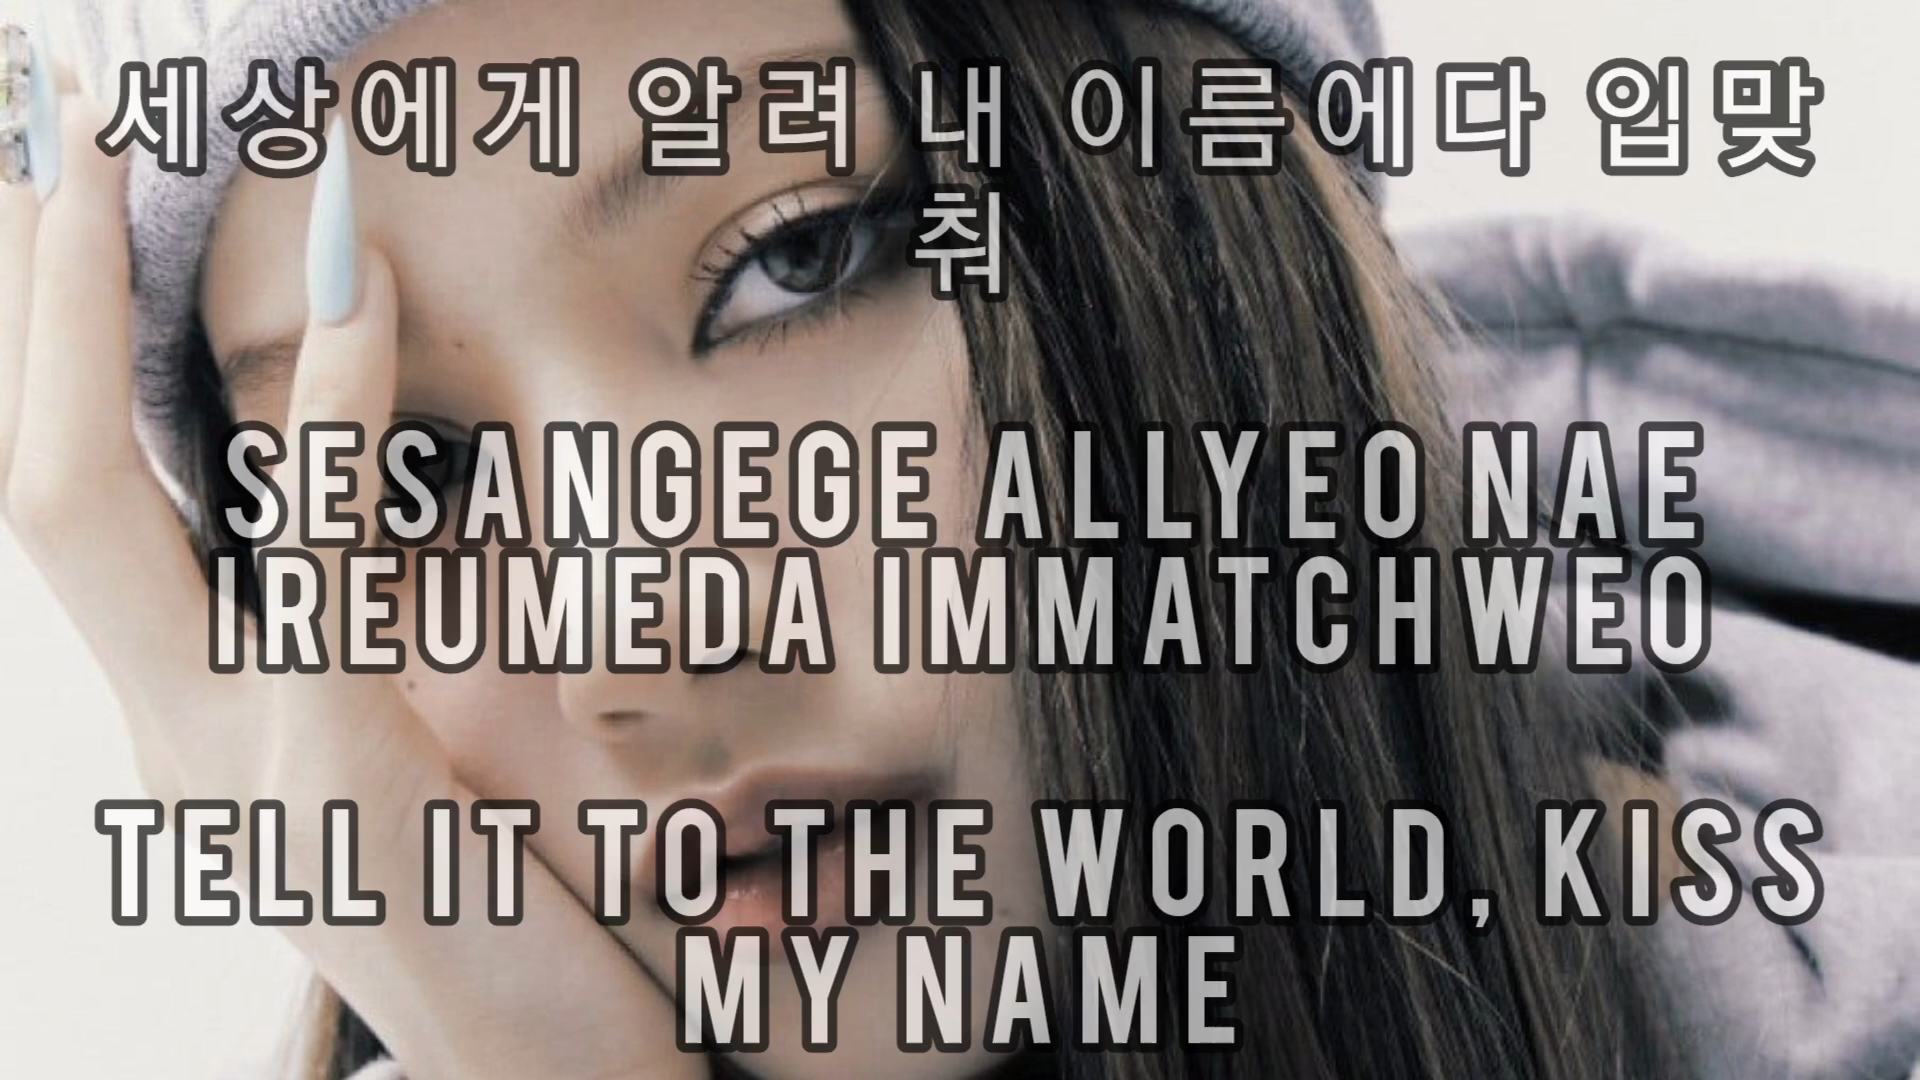 세상에게 알려 내 이름에다 입맞
춰
SESANGEGE ALLYEO NAE
IREUMEDA IMMATCHWEO
TELL IT TO THE WORLD, KISS
MY NAME